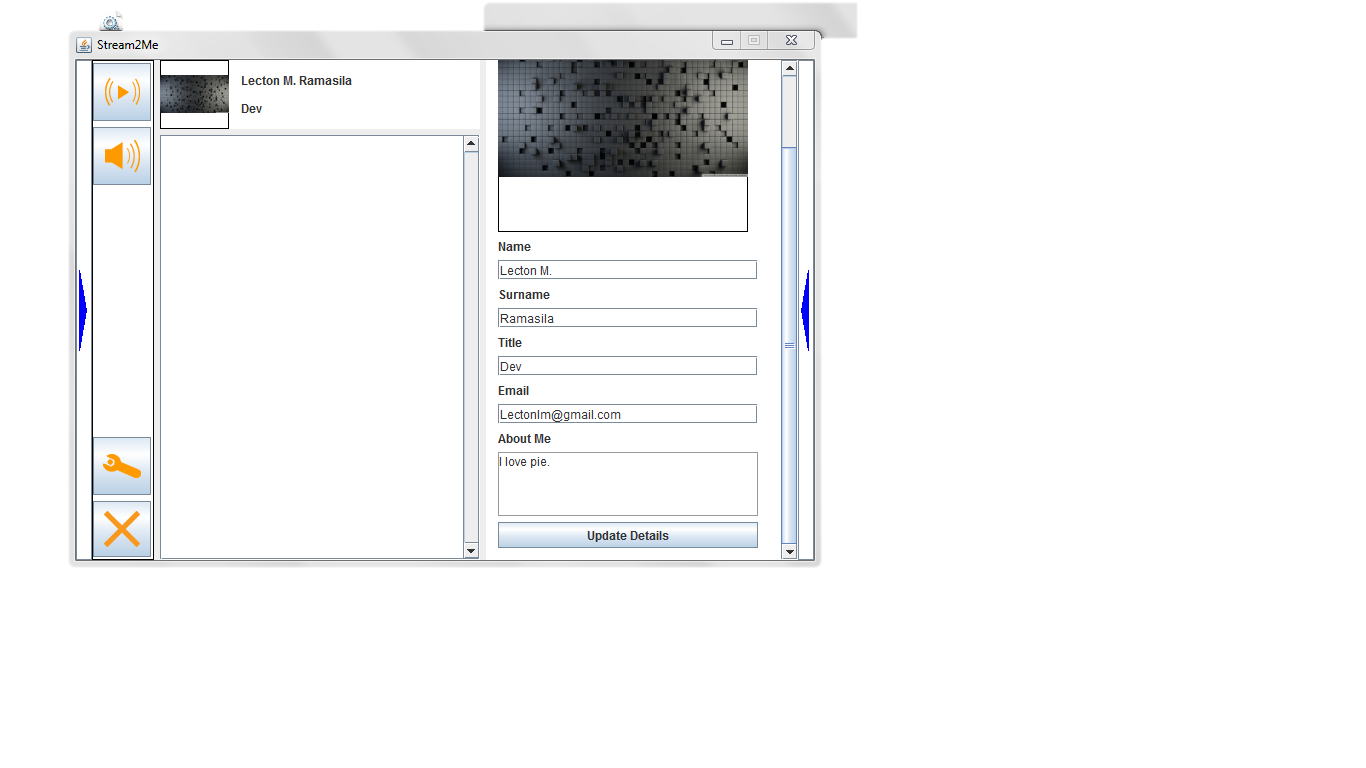 Stream2Me
Lecton M. Ramasila
Dev
Name
Lecton M.
Surname
Ramasila
Title
Dev
Email
Lectonlm@gmail.com
About Me
I love pie.
Update Details